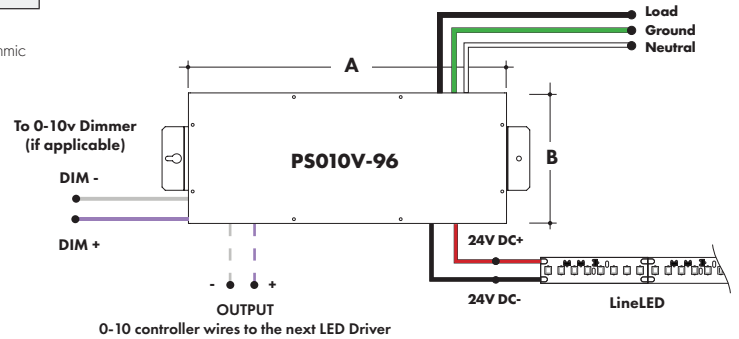 Load
Ground
Neutral
A
To 0-10v Dimmer
(if applicable)
PS010V-96
B
DIM -
DIM +
24V DC+
24V DC-
LineLED
- +
OUTPUT
0-10 controller wires to the next LED Driver